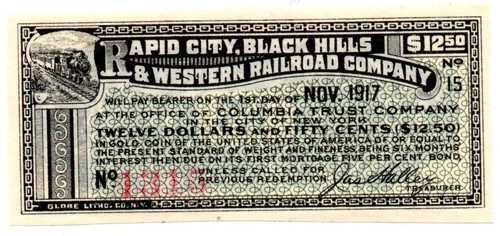 RAPID CITY, BLACK HILLS $12.50
& WESTERN RAILROAD COMPANY No
15
WILL PAY BEARER ON THE 1ST. DAY OF NOV. 1917
AT THE OFFICE OF COLUMBIA TRUST COMPANY
IN THE CITY OF NEW YORK
TWELVE DOLLARS AND FIFTY CENTS ($12.50)
IN GOLD COIN OF THE UNITED STATES OF AMERICA OF OR EQUAL TO
THE PRESENT STANDARD OF WEIGHT AND FINENESS BEING SIX MONTHS
INTEREST THEN DUE ON ITS FIRST MORTGAGE FIVE PER CENT. BOND,
UNLESS CALLED FOR
No 1313 PREVIOUS REDEMPTION. Jas Halley
TREASURER
GLOBE LITHO. CO. N.Y.